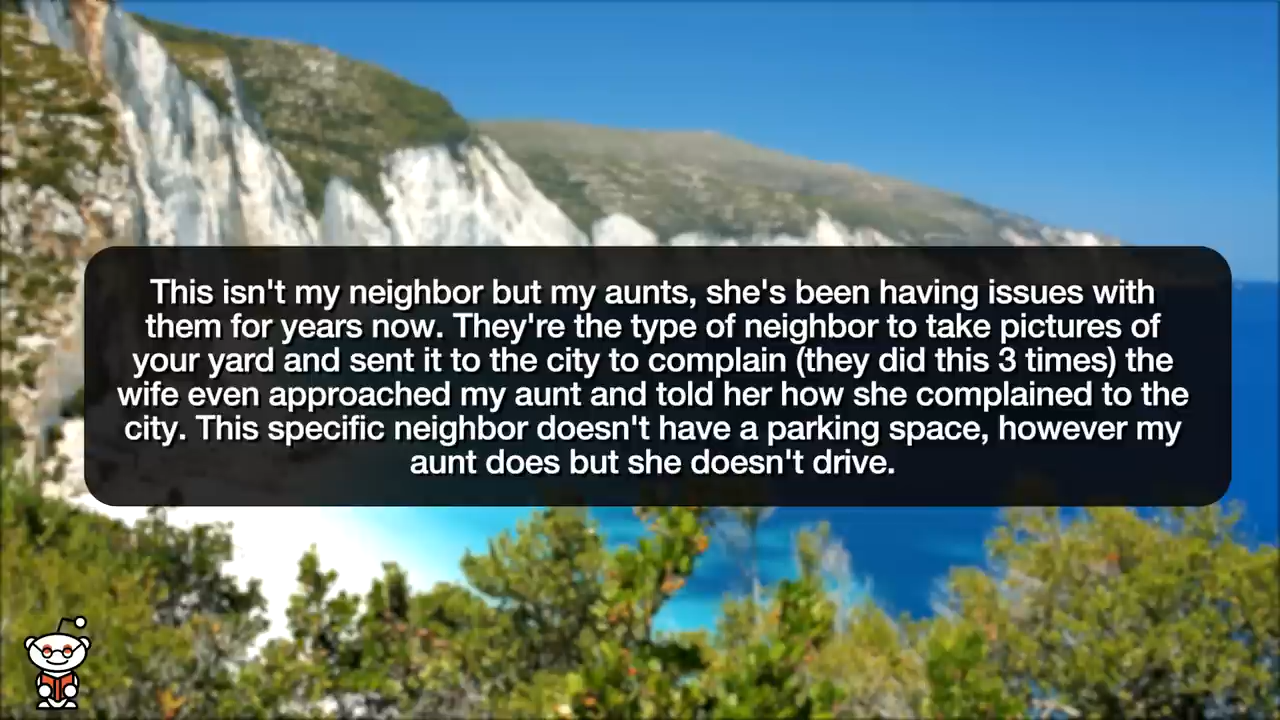 This isn't my neighbor but my aunts, she's been having issues with
them for years now. They're the type of neighbor to take pictures of
your yard and sent it to the city to complain (they did this 3 times) the
wife even approached my aunt and told her how she complained to the
city. This specific neighbor doesn't have a parking space, however my
aunt does but she doesn't drive.